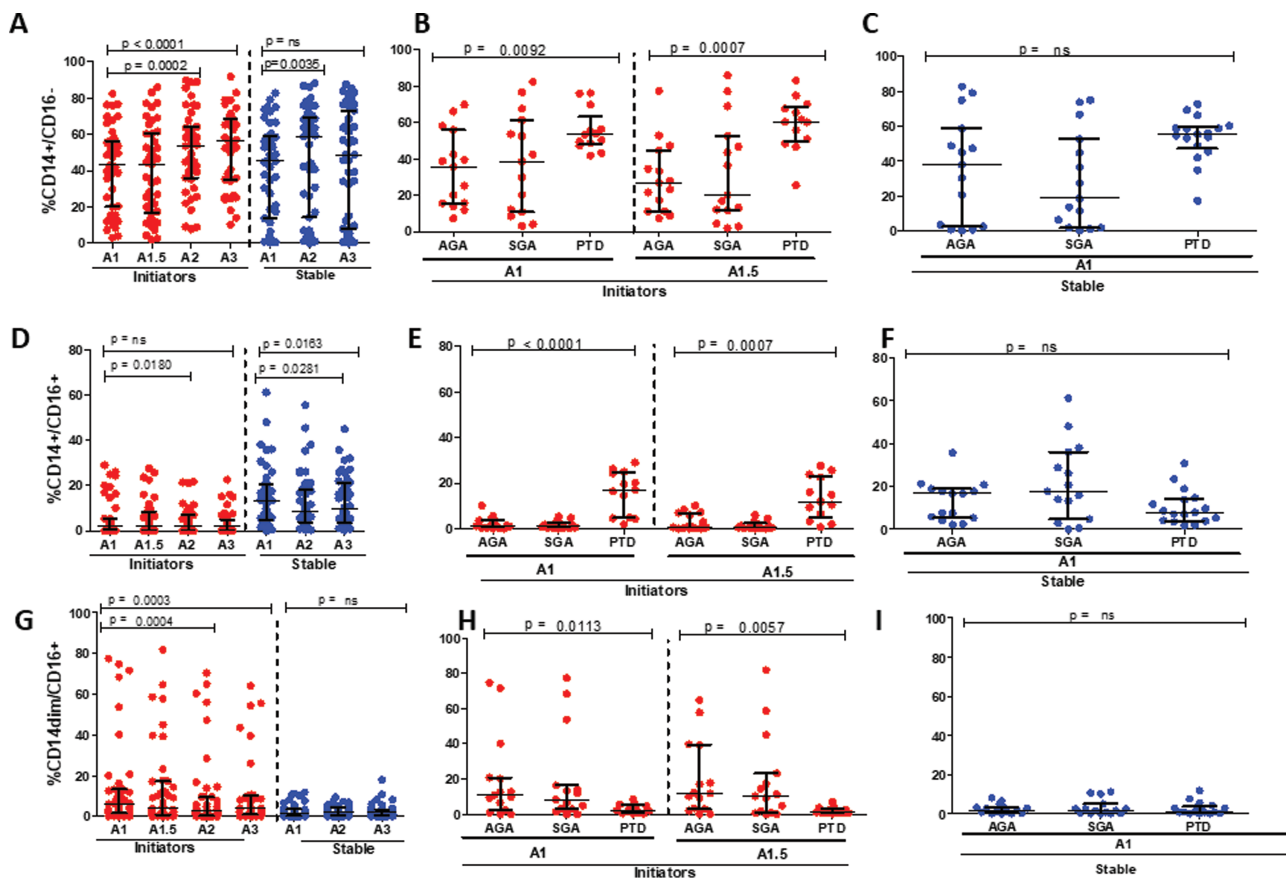 A
p < 0.0001
p = ns
p = 0.0002
p= 0.0035
100
80
60
40
20
0
%CD14+/CD16-
A1 A1.5 A2 A3
Initiators
A1 A2 A3
Stable
B
p = 0.0092
p = 0.0007
100
80
60
40
20
0
AGA SGA PTD AGA SGA PTD
A1 A1.5
Initiators
C
p = ns
100
80
60
40
20
0
AGA SGA PTD
A1
Stable
D
p = ns
p = 0.0163
p = 0.0180
p = 0.0281
80
60
40
20
0
%CD14+/CD16+
A1 A1.5 A2 A3
Initiators
A1 A2 A3
Stable
E
p < 0.0001
p = 0.0007
80
60
40
20
0
AGA SGA PTD AGA SGA PTD
A1 A1.5
Initiators
F
p = ns
80
60
40
20
0
AGA SGA PTD
A1
Stable
G
p = 0.0003
p = ns
p = 0.0004
100
80
60
40
20
0
%CD14dim/CD16+
A1 A1.5 A2 A3
Initiators
A1 A2 A3
Stable
H
p = 0.0113
p = 0.0057
100
80
60
40
20
0
AGA SGA PTD AGA SGA PTD
A1 A1.5
Initiators
I
p = ns
100
80
60
40
20
0
AGA SGA PTD
A1
Stable